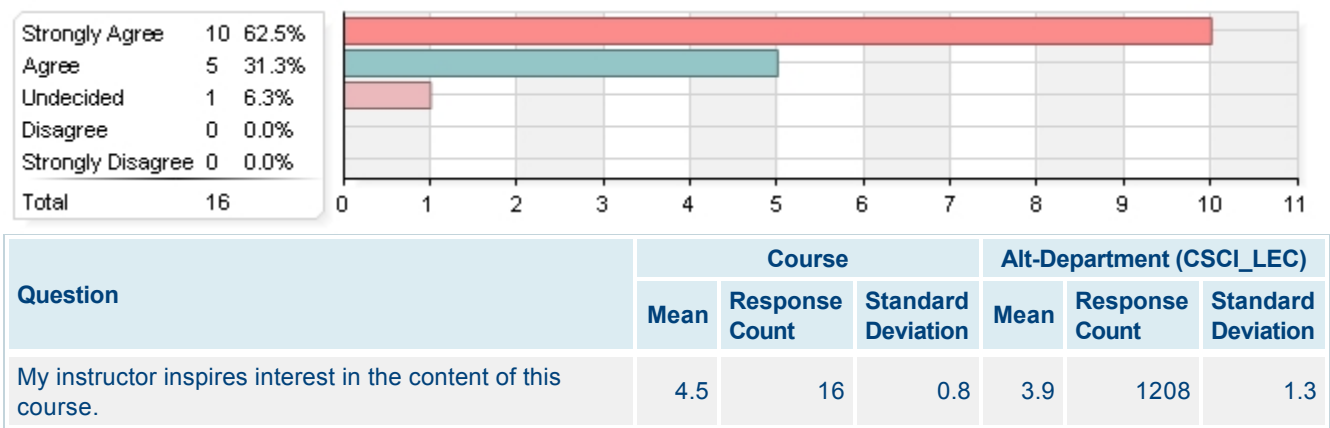 Strongly Agree 10 62.5%
Agree 5 31.3%
Undecided 1 6.3%
Disagree 0 0.0%
Strongly Disagree 0 0.0%
Total 16
0 1 2 3 4 5 6 7 8 9 10 11
Course Alt-Department (CSCI_LEC)
Question Mean Response Count Standard Deviation Mean Response Count Standard Deviation
My instructor inspires interest in the content of this
course.
4.5 16 0.8 3.9 1208 1.3